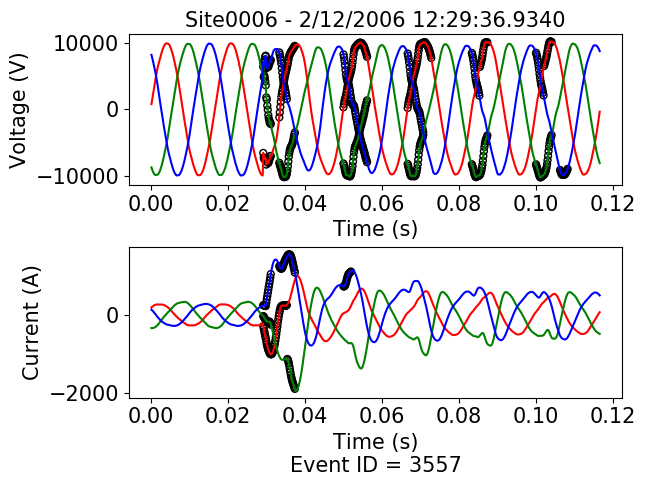 Site0006 - 2/12/2006 12:29:36.9340
Voltage (V)
10000
0
−10000
0.00 0.02 0.04 0.06 0.08 0.10 0.12
Time (s)
Current (A)
0
−2000
0.00 0.02 0.04 0.06 0.08 0.10 0.12
Time (s)
Event ID = 3557